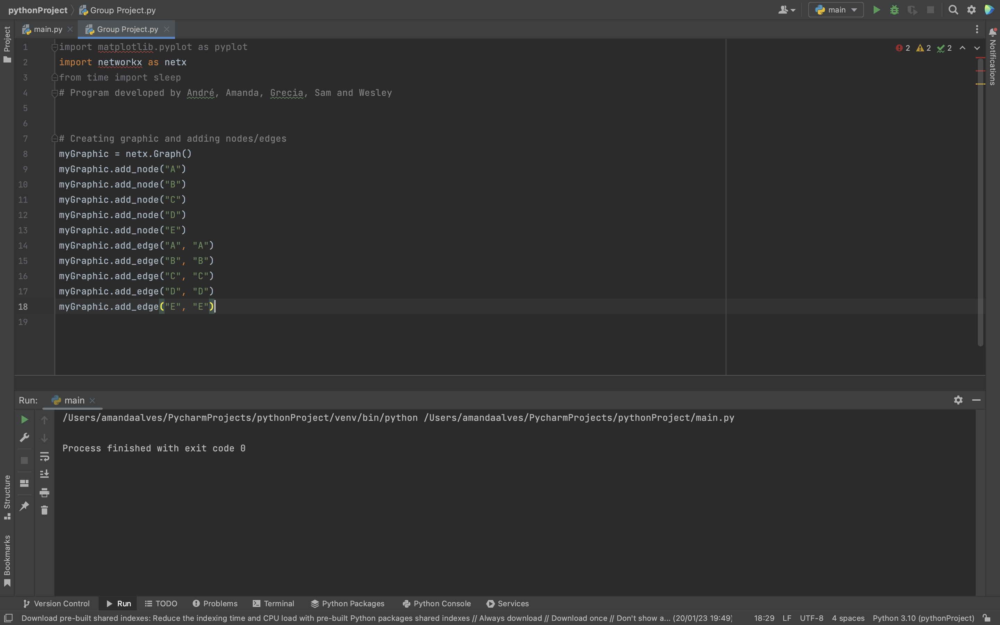 pythonProject Group Project.py
main
main.py Group Project.py
Project
Notifications
2 2 2
1 import matplotlib.pyplot as pyplot
2 import networkx as netx
3 from time import sleep
4 # Program developed by André, Amanda, Grecia, Sam and Wesley
5
6
7 # Creating graphic and adding nodes/edges
8 myGraphic = netx.Graph()
9 myGraphic.add_node("A")
10 myGraphic.add_node("B")
11 myGraphic.add_node("C")
12 myGraphic.add_node("D")
13 myGraphic.add_node("E")
14 myGraphic.add_edge("A", "A")
15 myGraphic.add_edge("B", "B")
16 myGraphic.add_edge("C", "C")
17 myGraphic.add_edge("D", "D")
18 myGraphic.add_edge("E", "E")
19
Run: main
/Users/amandaalves/PycharmProjects/pythonProject/venv/bin/python /Users/amandaalves/PycharmProjects/pythonProject/main.py
Process finished with exit code 0
Structure
Bookmarks
Version Control Run TODO Problems Terminal Python Packages Python Console Services
Download pre-built shared indexes: Reduce the indexing time and CPU load with pre-built Python packages shared indexes // Always download // Download once // Don't show a... (20/01/23 19:49) 18:29 LF UTF-8 4 spaces Python 3.10 (pythonProject)